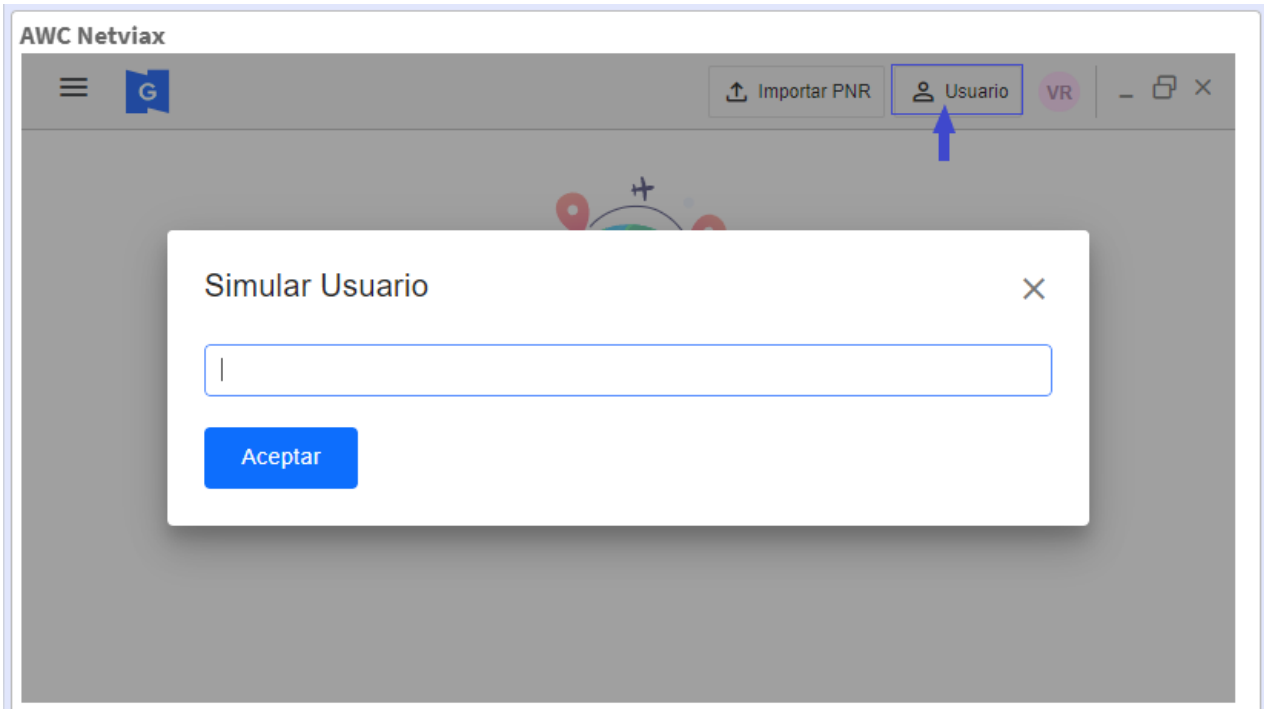 AWC Netviax
G
Importar PNR
Usuario
VR
Simular Usuario
Aceptar